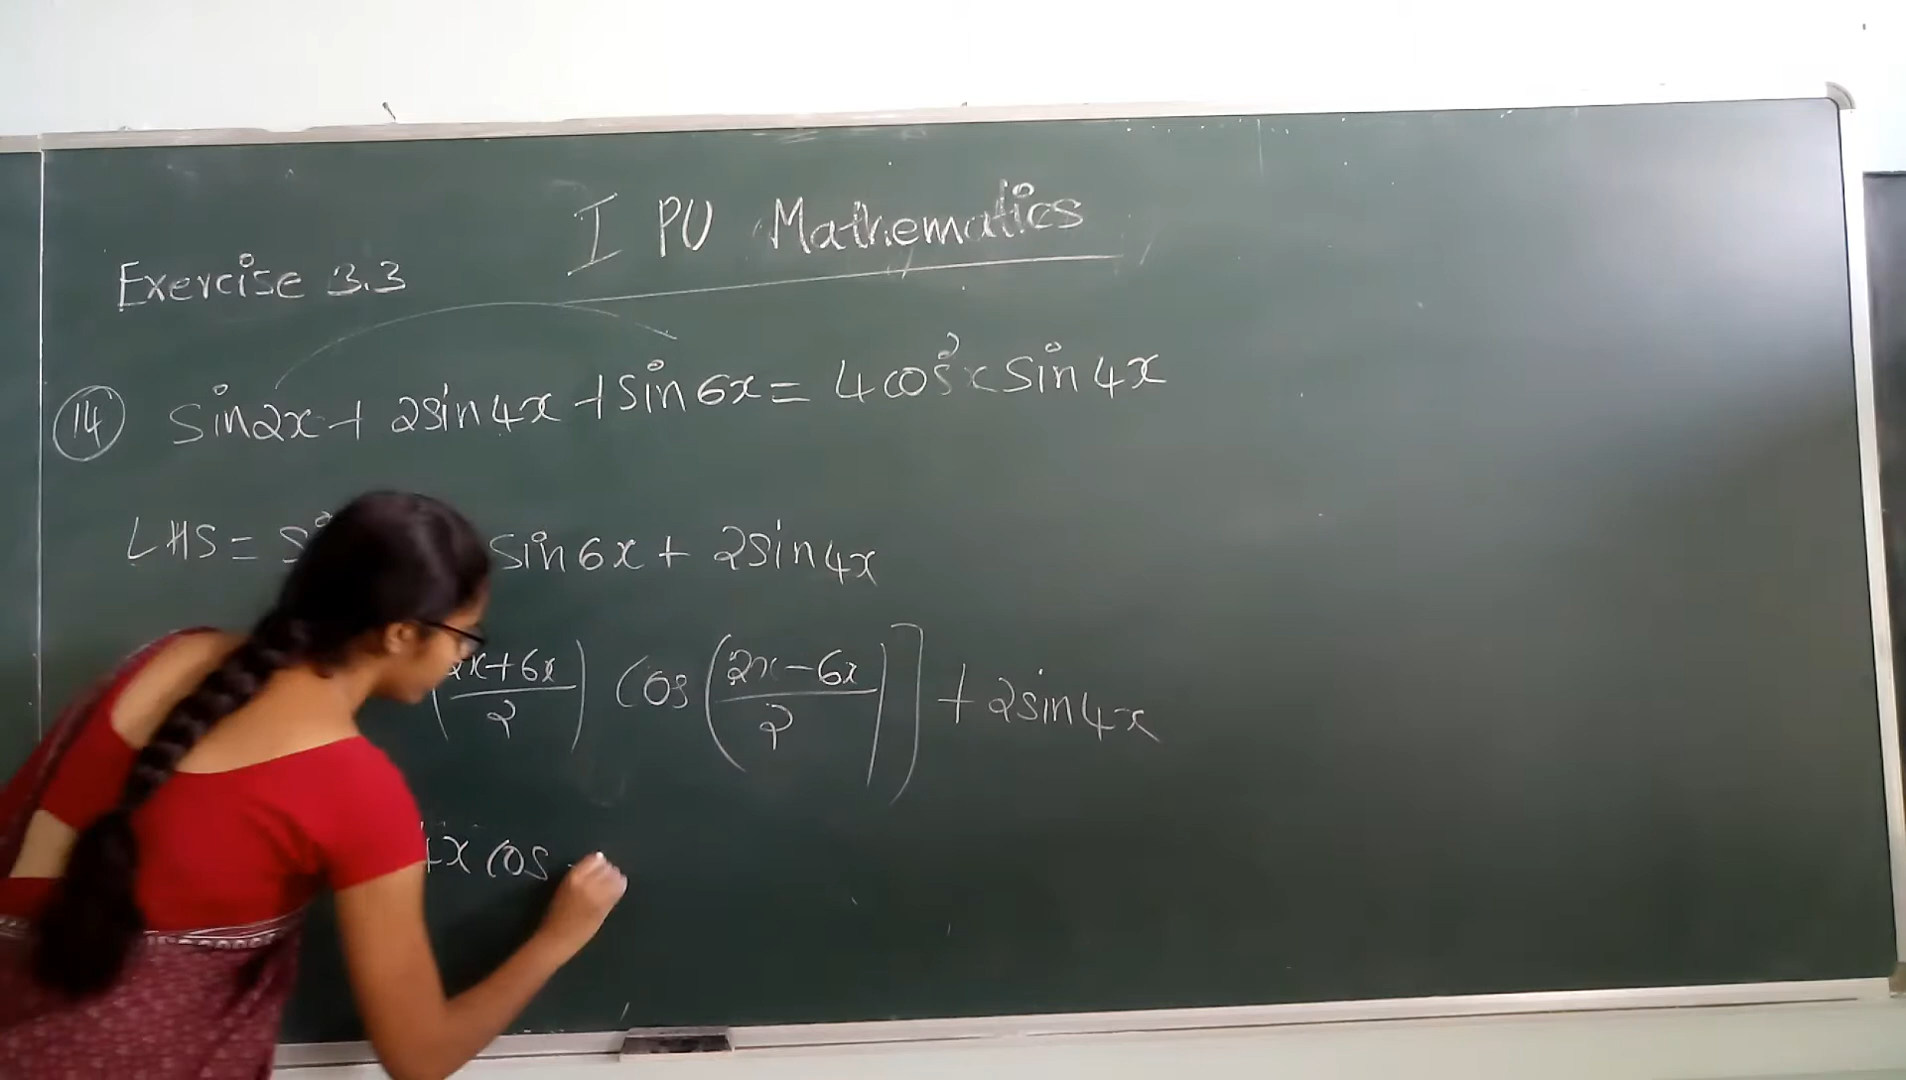 I PU Mathematics
Exercise 3.3
14 sin2x + 2sin4x + sin6x = 4cos²x sin4x
LHS = sin6x + 2sin4x
2x+6x/2) cos(2x-6x/2)] + 2sin4x
4x cos -